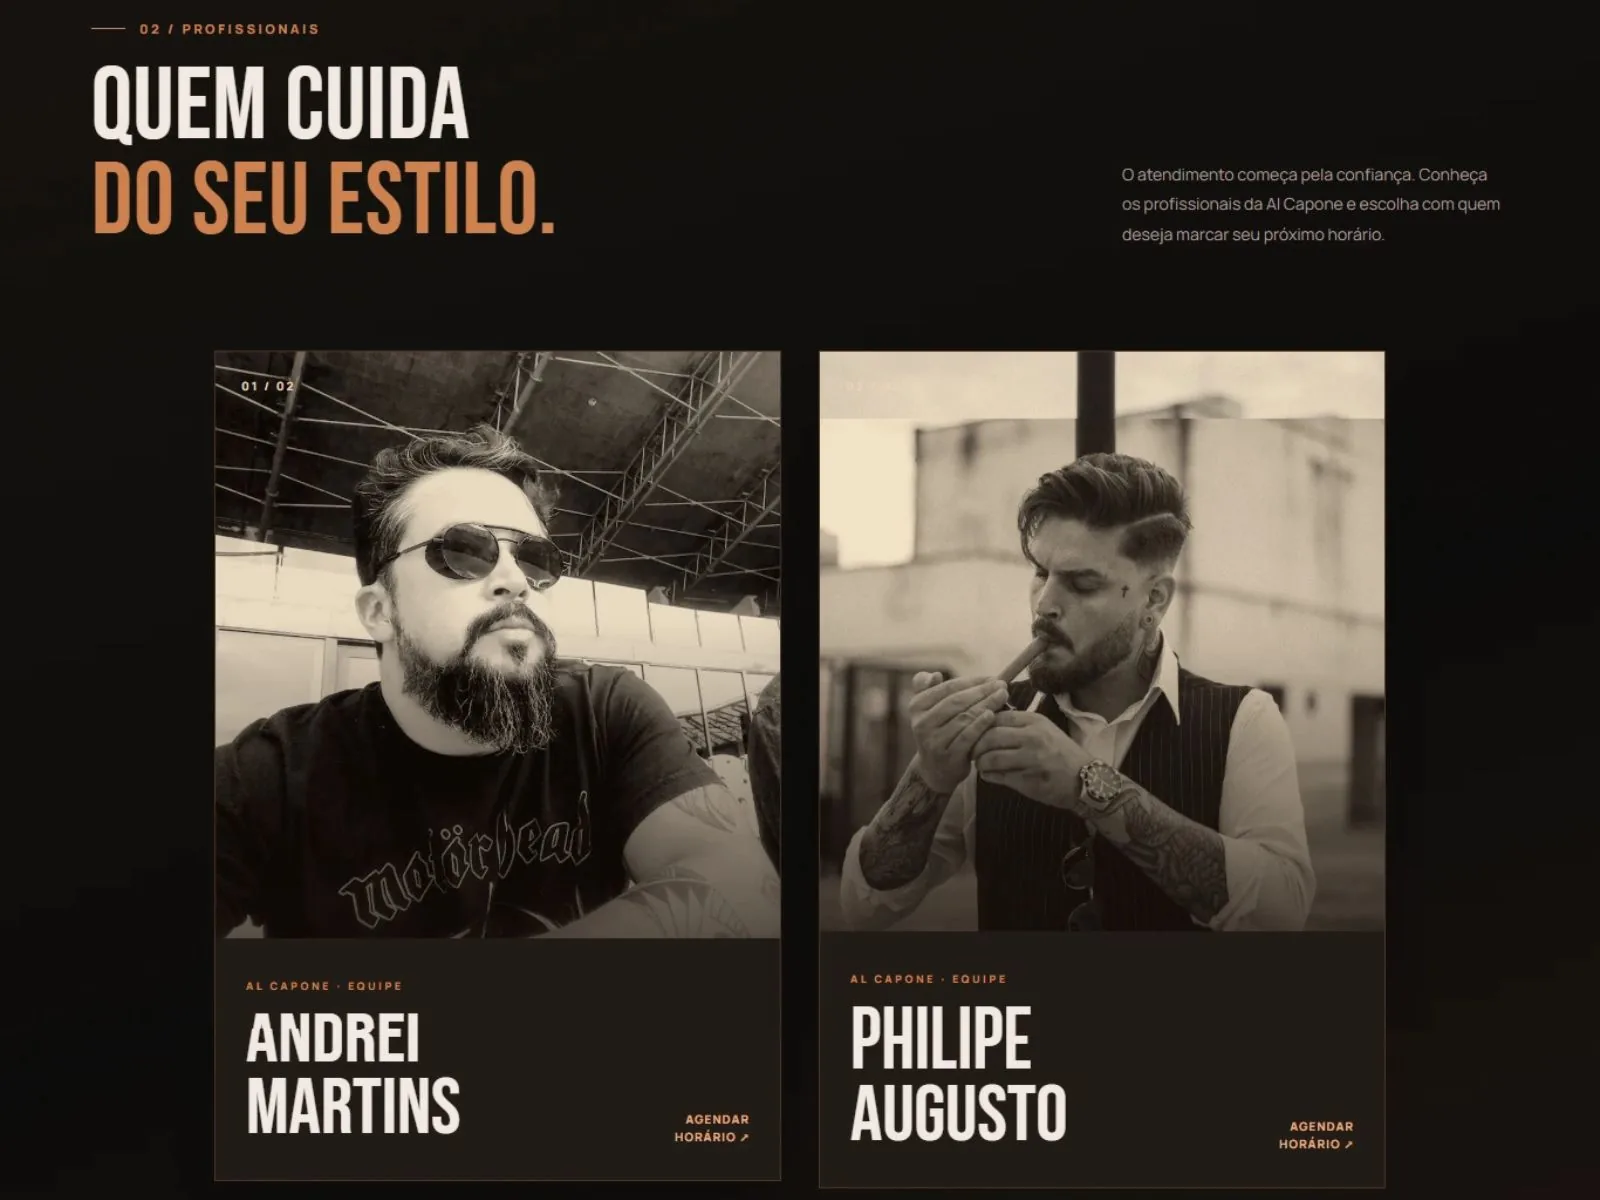 02 / PROFISSIONAIS
QUEM CUIDA
DO SEU ESTILO.
O atendimento começa pela confiança. Conheça
os profissionais da Al Capone e escolha com quem
deseja marcar seu próximo horário.
01 / 02
motörhead
AL CAPONE · EQUIPE
ANDREI
MARTINS
AGENDAR
HORÁRIO ↗
AL CAPONE · EQUIPE
PHILIPE
AUGUSTO
AGENDAR
HORÁRIO ↗